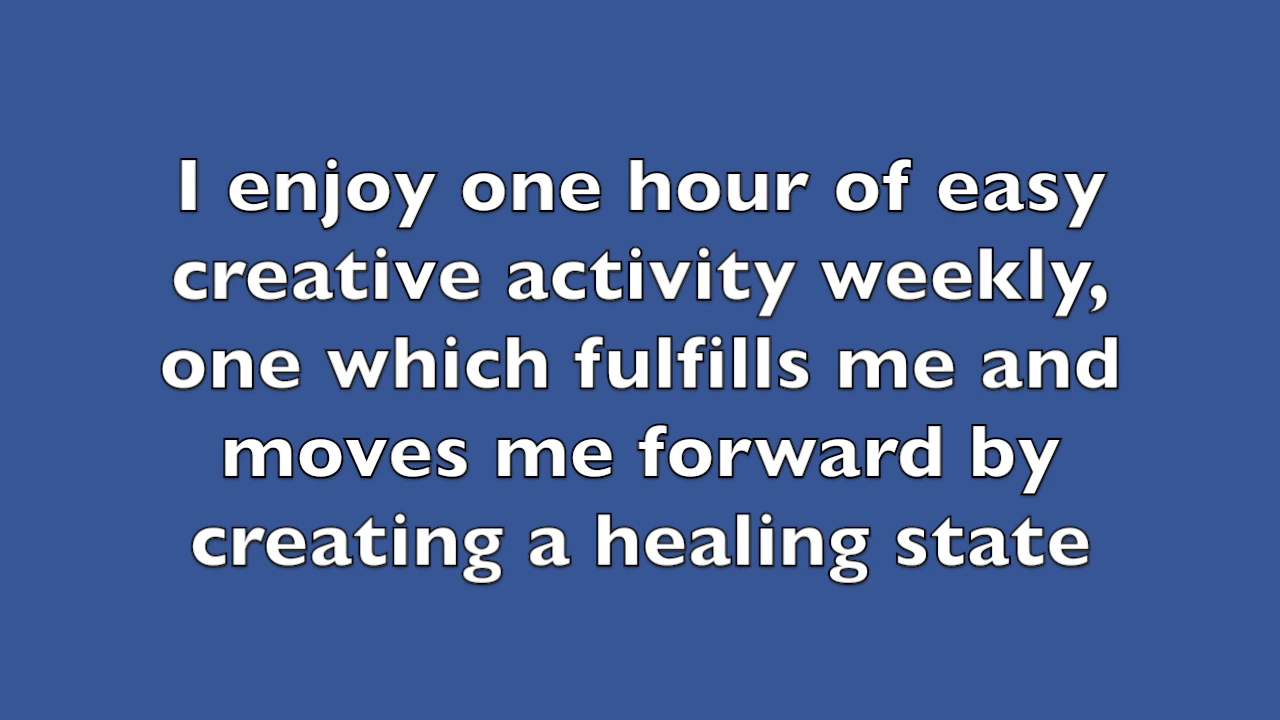 I enjoy one hour of easy
creative activity weekly,
one which fulfills me and
moves me forward by
creating a healing state